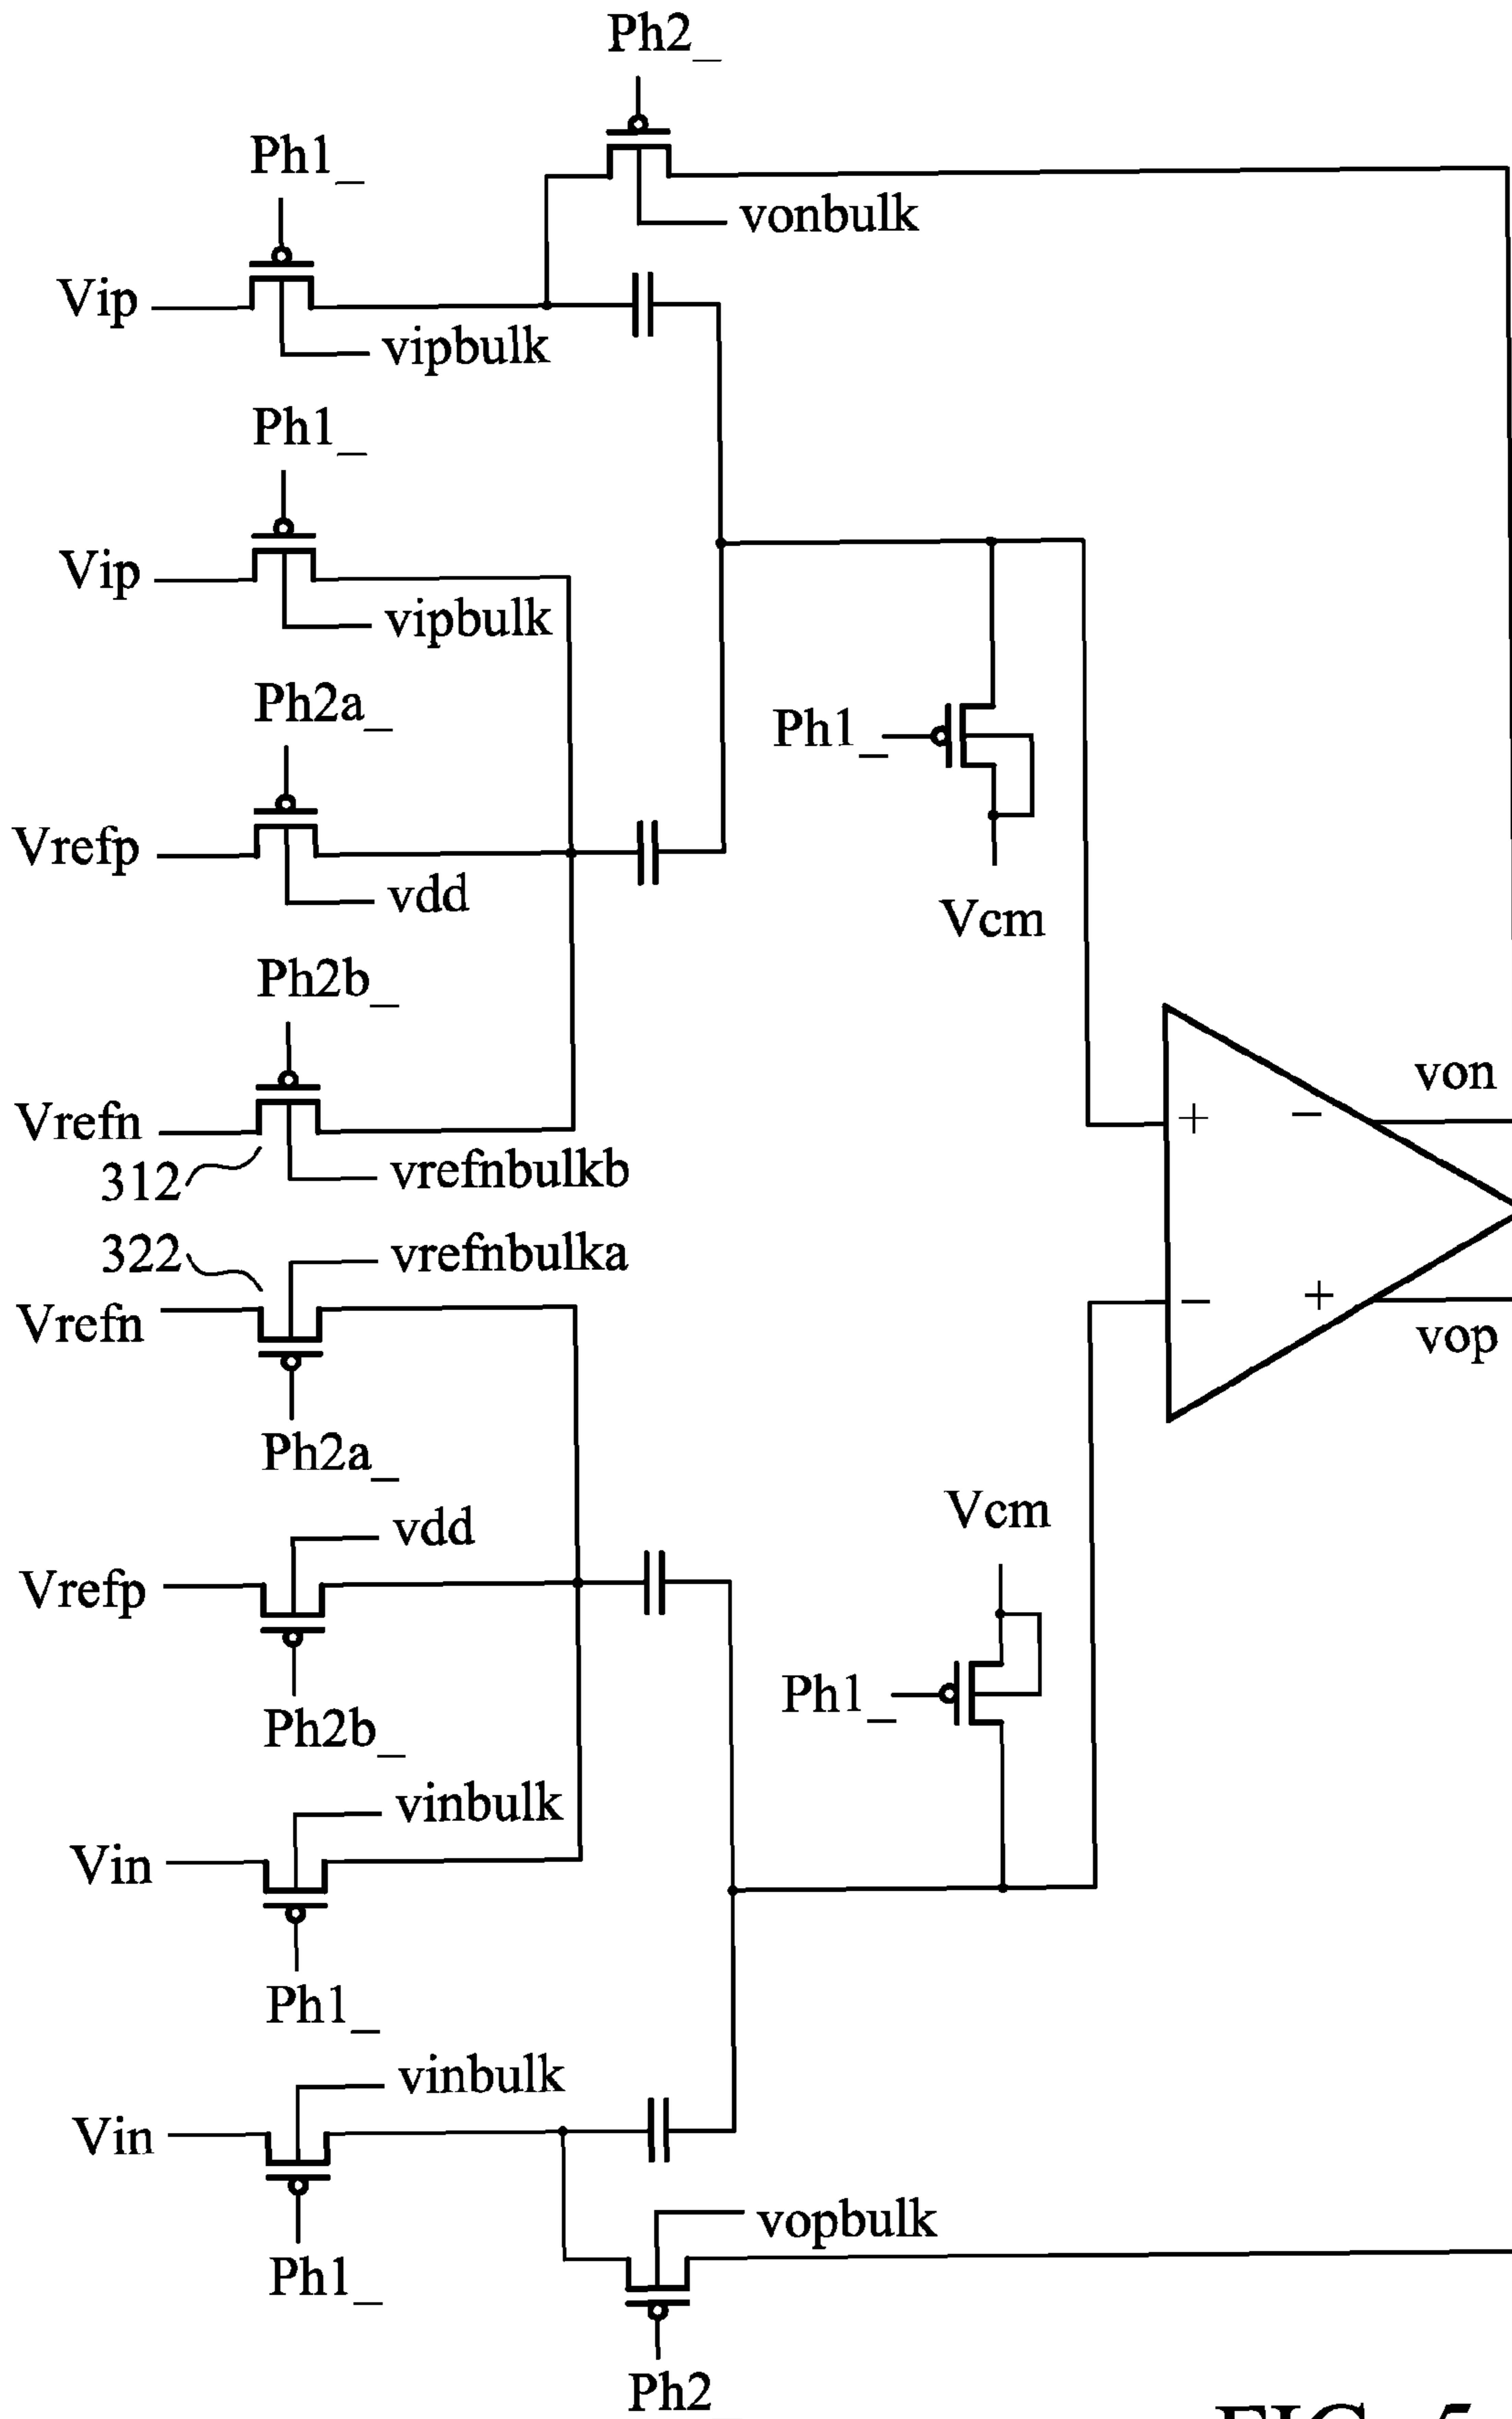 Ph2_
Ph1_
vonbulk
Vip
vipbulk
Ph1_
Vip
vipbulk
Ph2a_
Ph1_
Vrefp
vdd
Vcm
Ph2b_
von
+ −
Vrefn
312
vrefnbulkb
322
vrefnbulka
− +
Vrefn
vop
Ph2a_
Vcm
vdd
Vrefp
Ph1_
Ph2b_
vinbulk
Vin
Ph1_
vinbulk
Vin
vopbulk
Ph1_
Ph2